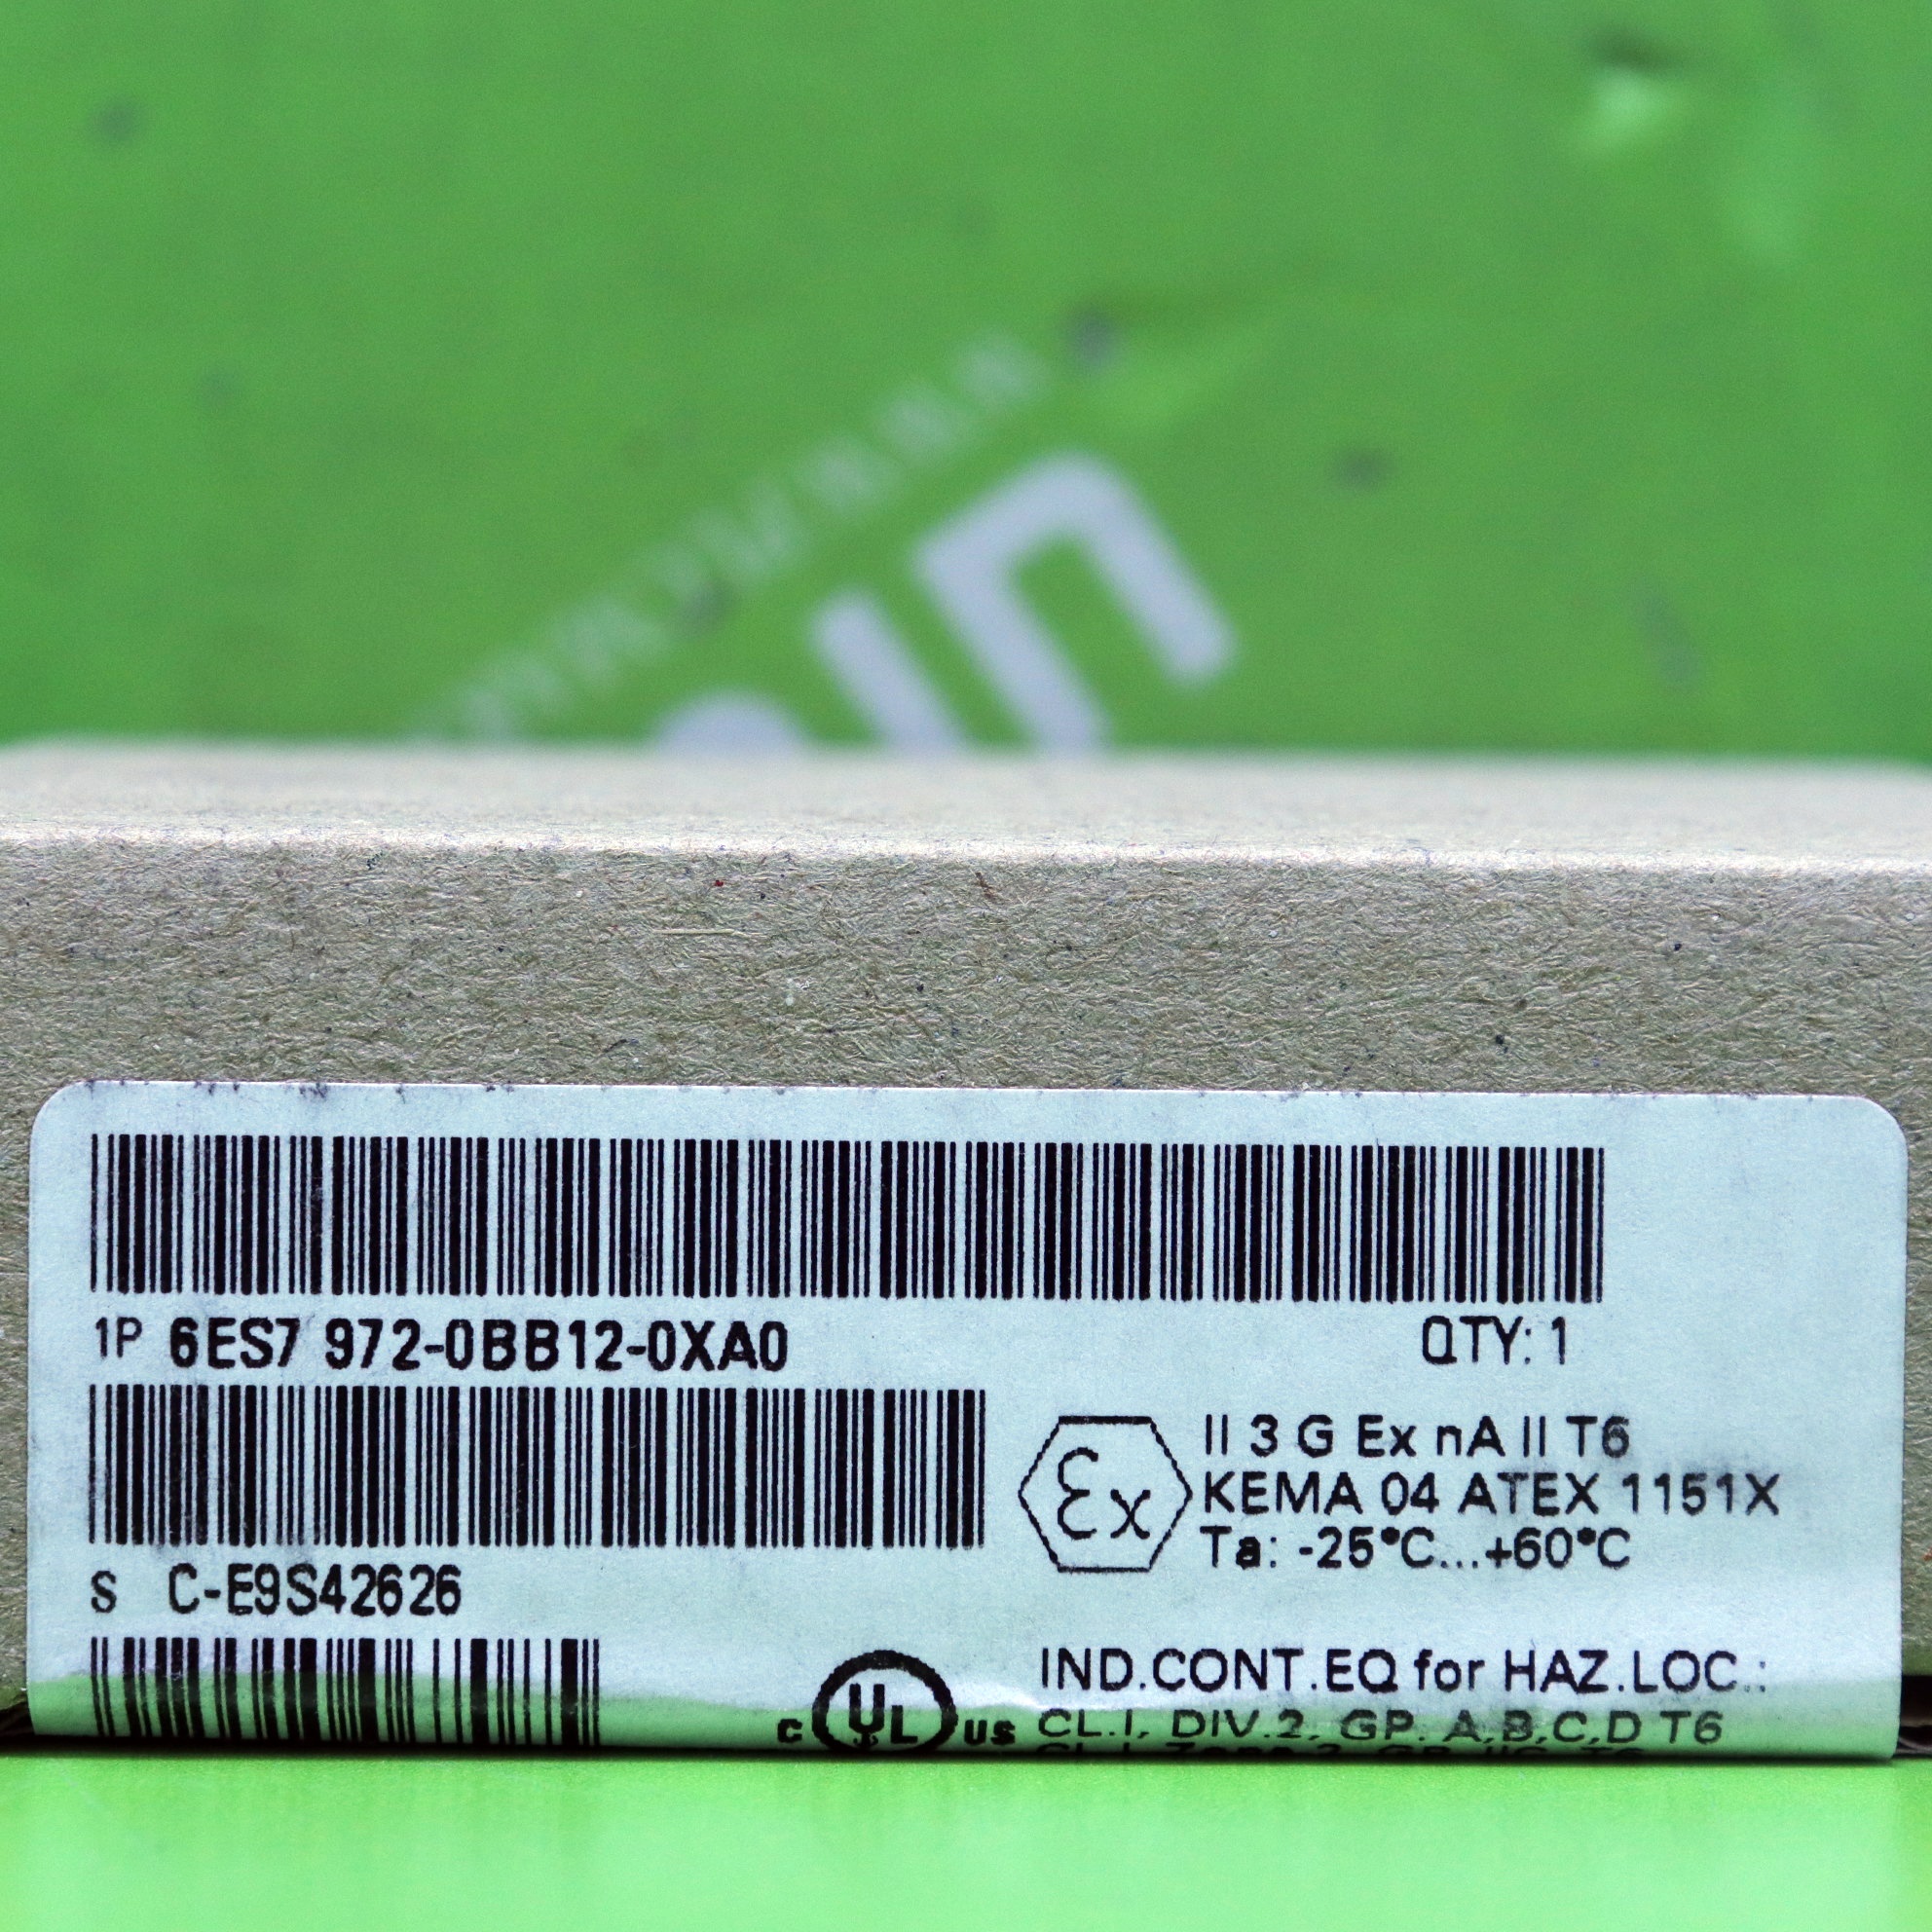 1P 6ES7 972-0BB12-0XA0
QTY: 1
S C-E9S42626
Ex
II 3 G Ex nA II T6
KEMA 04 ATEX 1151X
Ta: -25°C...+60°C
C UL US
IND.CONT.EQ for HAZ.LOC.:
CL.I, DIV.2, GP. A,B,C,D T6